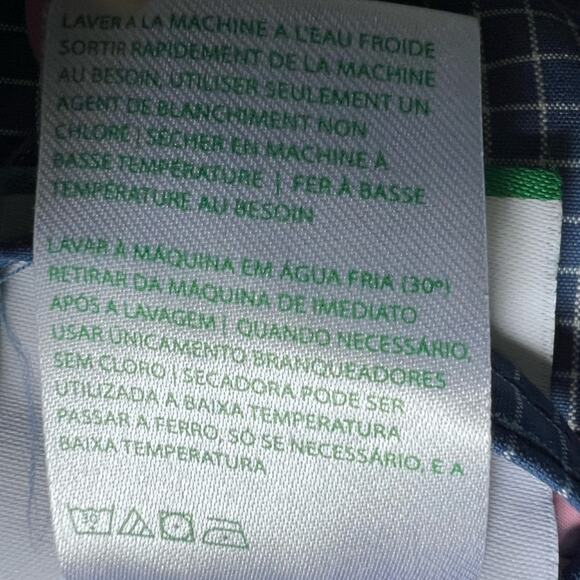 LAVER A LA MACHINE A L'EAU FROIDE
SORTIR RAPIDEMENT DE LA MACHINE
AU BESOIN, UTILISER SEULEMENT UN
AGENT DE BLANCHIMENT NON
CHLORÉ | SÉCHER EN MACHINE À
BASSE TEMPÉRATURE | FER À BASSE
TEMPÉRATURE AU BESOIN
LAVAR À MÁQUINA EM ÁGUA FRIA (30º)
RETIRAR DA MÁQUINA DE IMEDIATO
APÓS A LAVAGEM | QUANDO NECESSÁRIO,
USAR ÚNICAMENTO BRANQUEADORES
SEM CLORO | SECADORA PODE SER
UTILIZADA À BAIXA TEMPERATURA
PASSAR A FERRO, SÓ SE NECESSÁRIO, E A
BAIXA TEMPERATURA
30